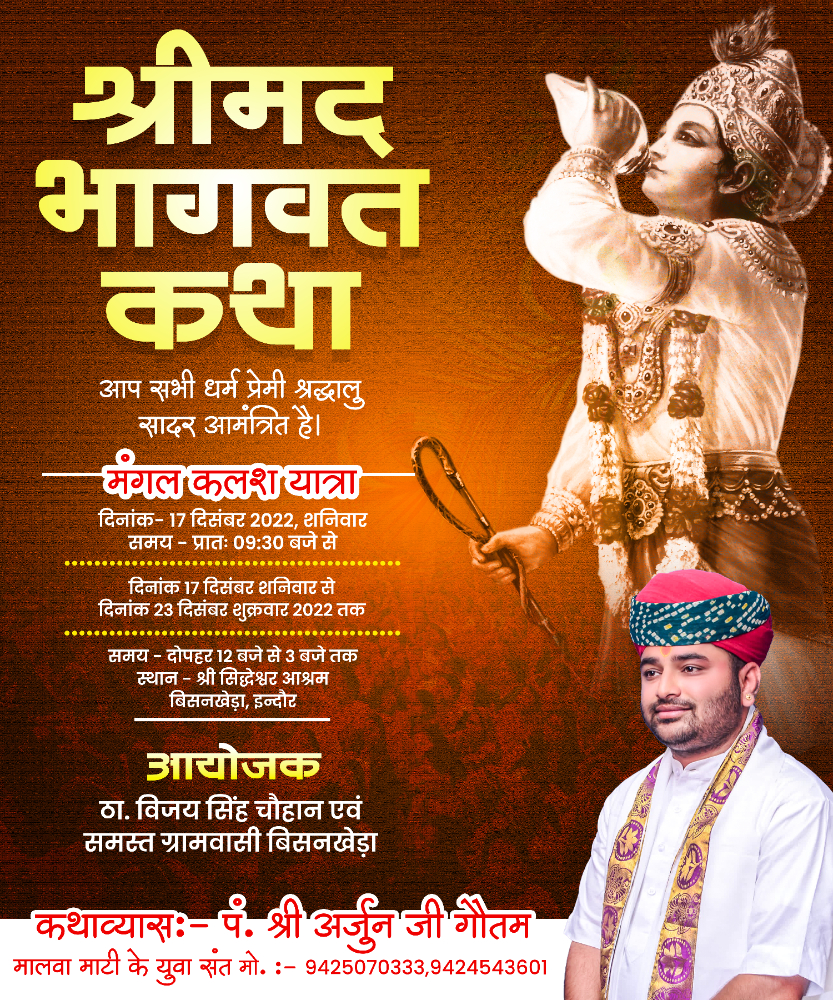 श्रीमद्
भागवत
कथा
आप सभी धर्म प्रेमी श्रद्धालु
सादर आमंत्रित है।
मंगल कलश यात्रा
दिनांक- 17 दिसंबर 2022, शनिवार
समय - प्रातः 09:30 बजे से
दिनांक 17 दिसंबर शनिवार से
दिनांक 23 दिसंबर शुक्रवार 2022 तक
समय - दोपहर 12 बजे से 3 बजे तक
स्थान - श्री सिद्धेश्वर आश्रम
बिसनखेड़ा, इन्दौर
आयोजक
ठा. विजय सिंह चौहान एवं
समस्त ग्रामवासी बिसनखेड़ा
कथाव्यास:- पं. श्री अर्जुन जी गौतम
मालवा माटी के युवा संत मो. :- 9425070333,9424543601